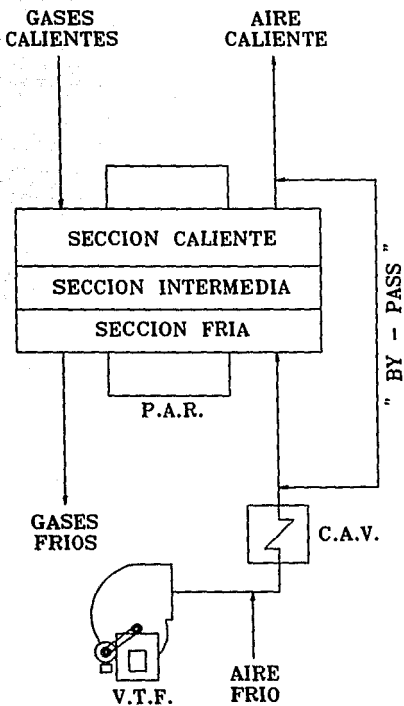 GASES
CALIENTES
AIRE
CALIENTE
SECCION CALIENTE
SECCION INTERMEDIA
SECCION FRIA
P.A.R.
" BY - PASS "
GASES
FRIOS
C.A.V.
V.T.F.
AIRE
FRIO